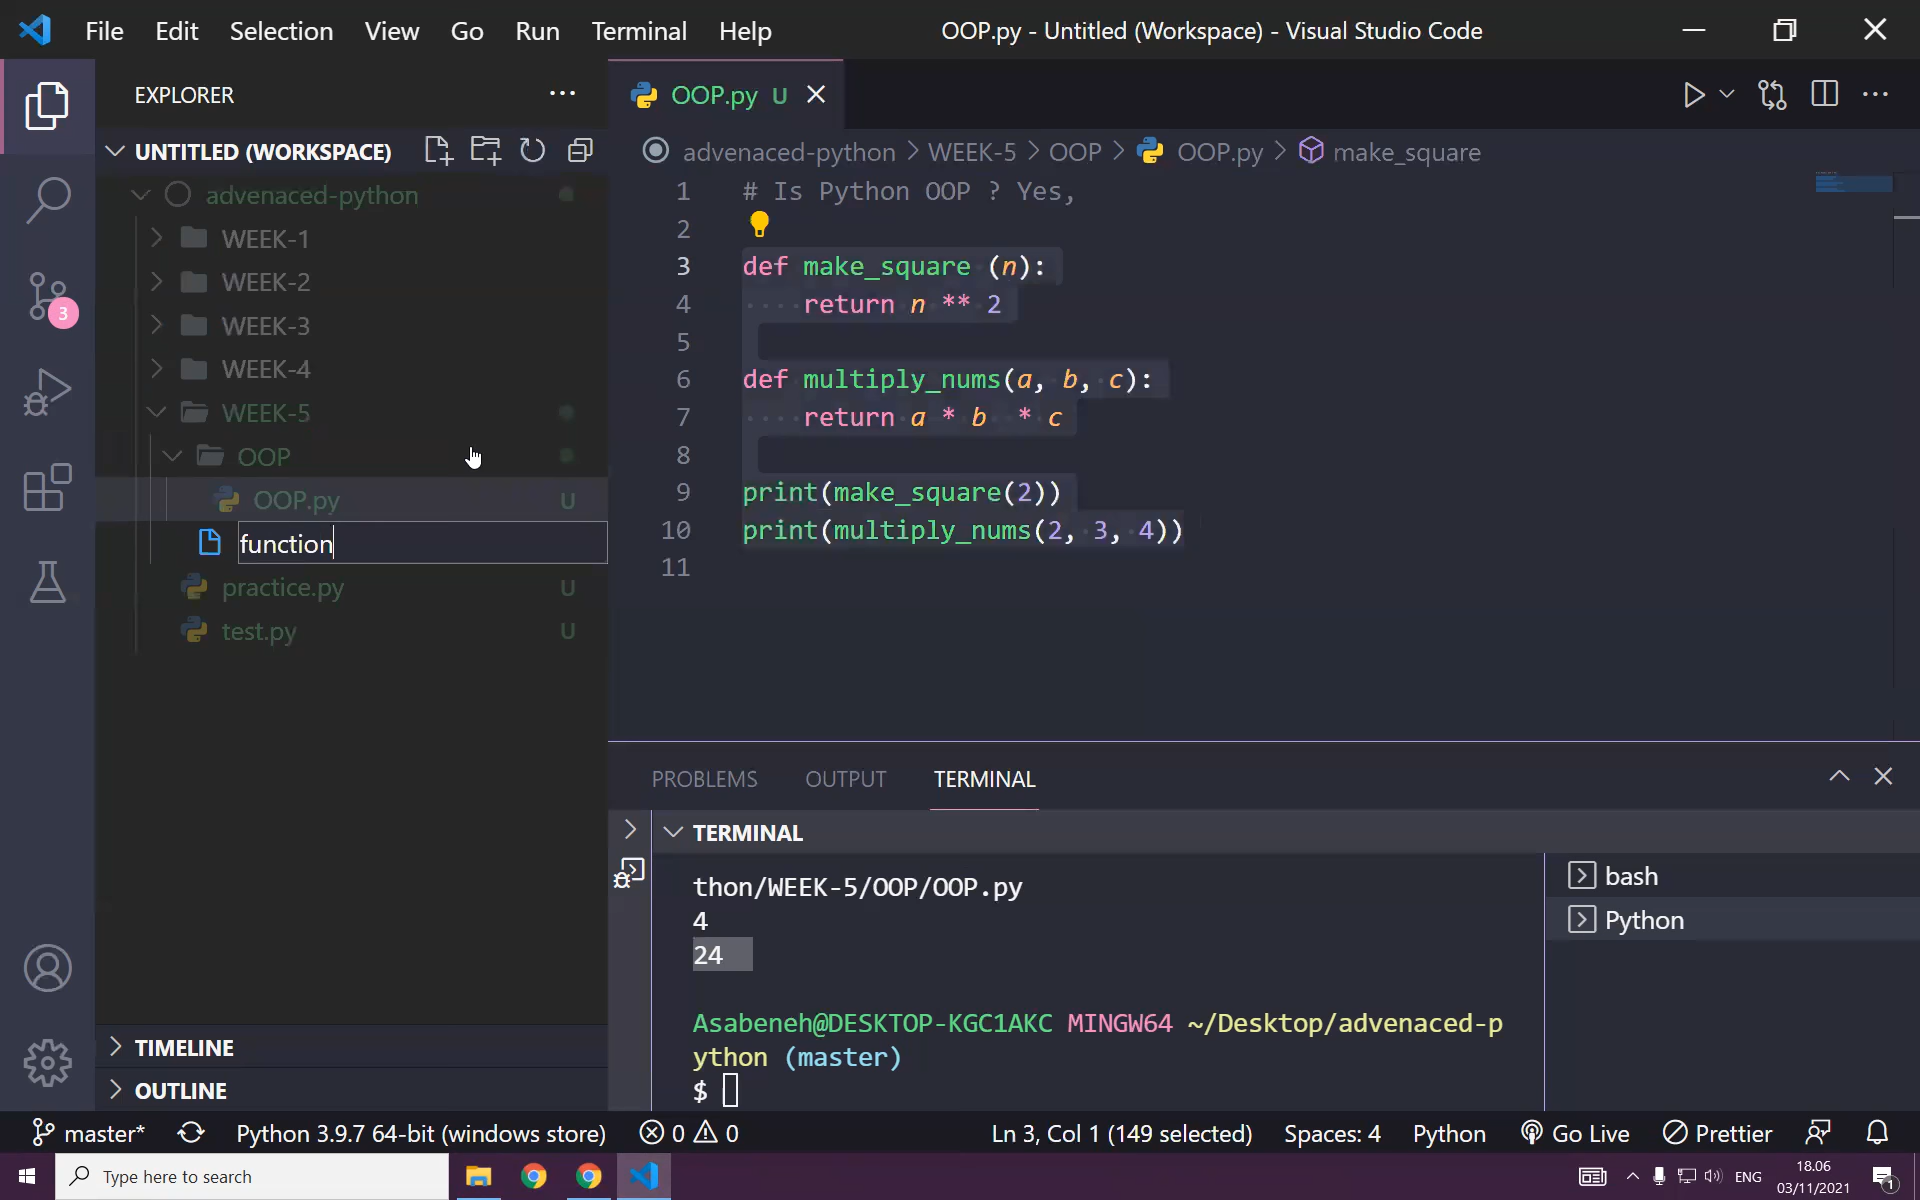 File Edit Selection View Go Run Terminal Help OOP.py - Untitled (Workspace) - Visual Studio Code
EXPLORER
UNTITLED (WORKSPACE)
advenaced-python
WEEK-1
WEEK-2
WEEK-3
WEEK-4
WEEK-5
OOP
OOP.py U
function
practice.py U
test.py U
TIMELINE
OUTLINE
3
OOP.py U
advenaced-python > WEEK-5 > OOP > OOP.py > make_square
1 # Is Python OOP ? Yes,
2
3 def make_square (n):
4 ····return n ** 2
5
6 def multiply_nums(a, b, c):
7 ····return a * b * c
8
9 print(make_square(2))
10 print(multiply_nums(2, 3, 4))
11
PROBLEMS OUTPUT TERMINAL
TERMINAL
thon/WEEK-5/OOP/OOP.py
4
24
Asabeneh@DESKTOP-KGC1AKC MINGW64 ~/Desktop/advenaced-p
ython (master)
$
bash
Python
master* Python 3.9.7 64-bit (windows store) 0 0 Ln 3, Col 1 (149 selected) Spaces: 4 Python Go Live Prettier
Type here to search
ENG
18.06
03/11/2021
1